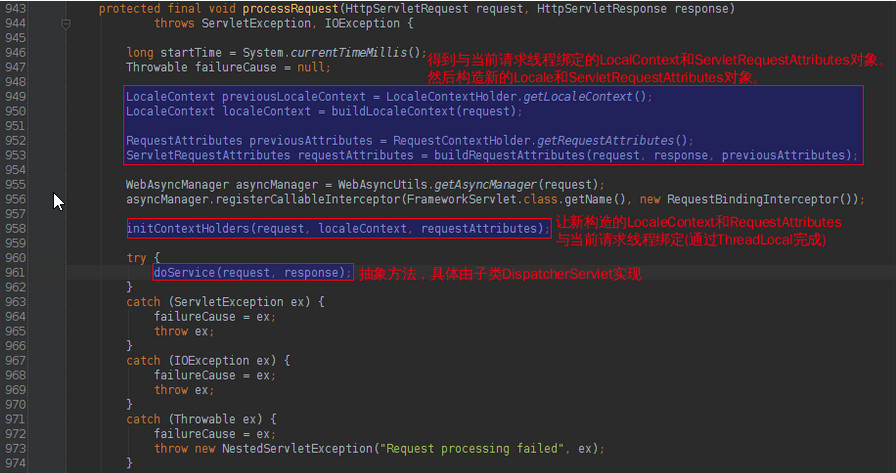 943 protected final void processRequest(HttpServletRequest request, HttpServletResponse response)
944 throws ServletException, IOException {
945
946 long startTime = System.currentTimeMillis();
得到与当前请求线程绑定的LocalContext和ServletRequestAttributes对象。
947 Throwable failureCause = null;
然后构造新的Locale和ServletRequestAttributes对象。
948
949 LocaleContext previousLocaleContext = LocaleContextHolder.getLocaleContext();
950 LocaleContext localeContext = buildLocaleContext(request);
951
952 RequestAttributes previousAttributes = RequestContextHolder.getRequestAttributes();
953 ServletRequestAttributes requestAttributes = buildRequestAttributes(request, response, previousAttributes);
954
955 WebAsyncManager asyncManager = WebAsyncUtils.getAsyncManager(request);
956 asyncManager.registerCallableInterceptor(FrameworkServlet.class.getName(), new RequestBindingInterceptor());
957
让新构造的LocaleContext和RequestAttributes
958 initContextHolders(request, localeContext, requestAttributes);
与当前请求线程绑定(通过ThreadLocal完成)
959
960 try {
961 doService(request, response);
抽象方法，具体由子类DispatcherServlet实现
962 }
963 catch (ServletException ex) {
964 failureCause = ex;
965 throw ex;
966 }
967 catch (IOException ex) {
968 failureCause = ex;
969 throw ex;
970 }
971 catch (Throwable ex) {
972 failureCause = ex;
973 throw new NestedServletException("Request processing failed", ex);
974 }